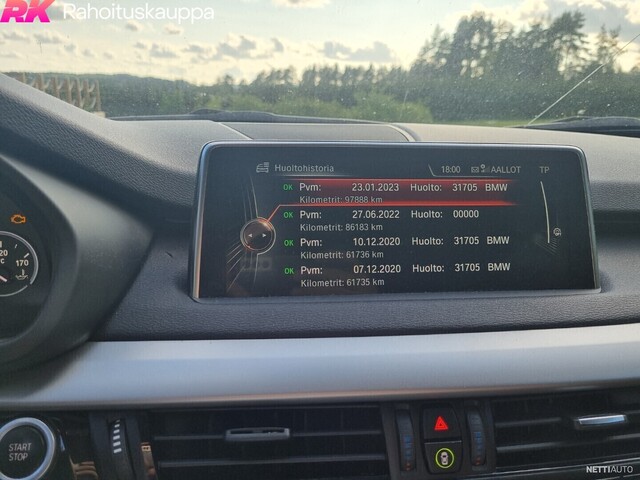 RK Rahoituskauppa
Huoltohistoria 18:00 AALLOT TP
OK Pvm: 23.01.2023 Huolto: 31705 BMW
Kilometrit: 97888 km
OK Pvm: 27.06.2022 Huolto: 00000
Kilometrit: 86183 km
OK Pvm: 10.12.2020 Huolto: 31705 BMW
Kilometrit: 61736 km
OK Pvm: 07.12.2020 Huolto: 31705 BMW
Kilometrit: 61735 km
120
°C
170
START
STOP
NETTIAUTO